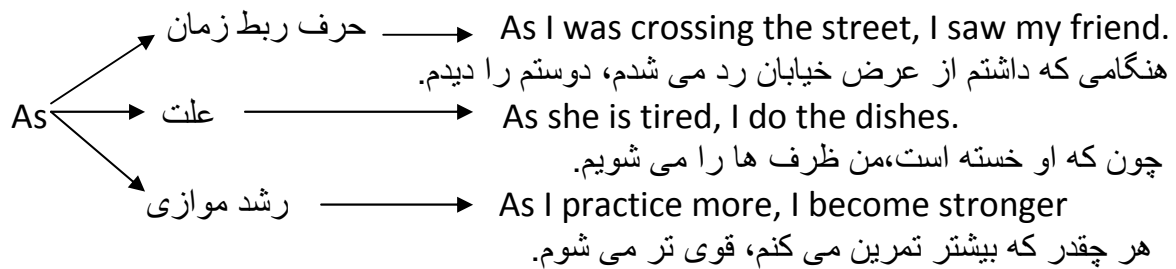 حرف ربط زمان As I was crossing the street, I saw my friend.
هنگامی که داشتم از عرض خیابان رد می شدم، دوستم را دیدم.
As علت As she is tired, I do the dishes.
چون که او خسته است،من ظرف ها را می شویم.
رشد موازی As I practice more, I become stronger
هر چقدر که بیشتر تمرین می کنم، قوی تر می شوم.